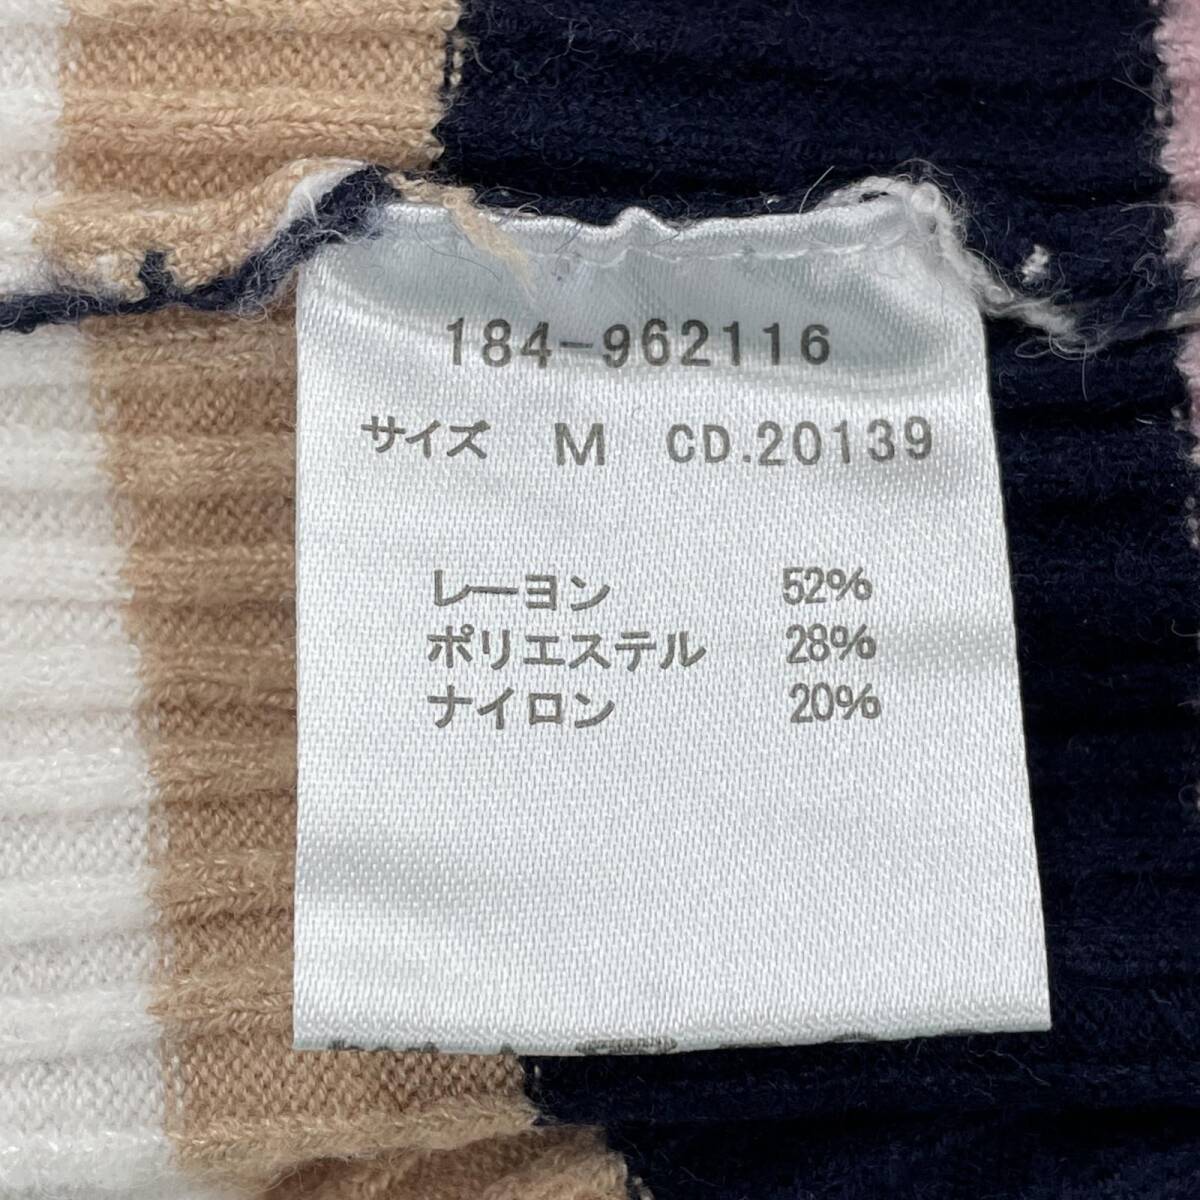 184-962116
サイズ M CD.20139
レーヨン 52%
ポリエステル 28%
ナイロン 20%